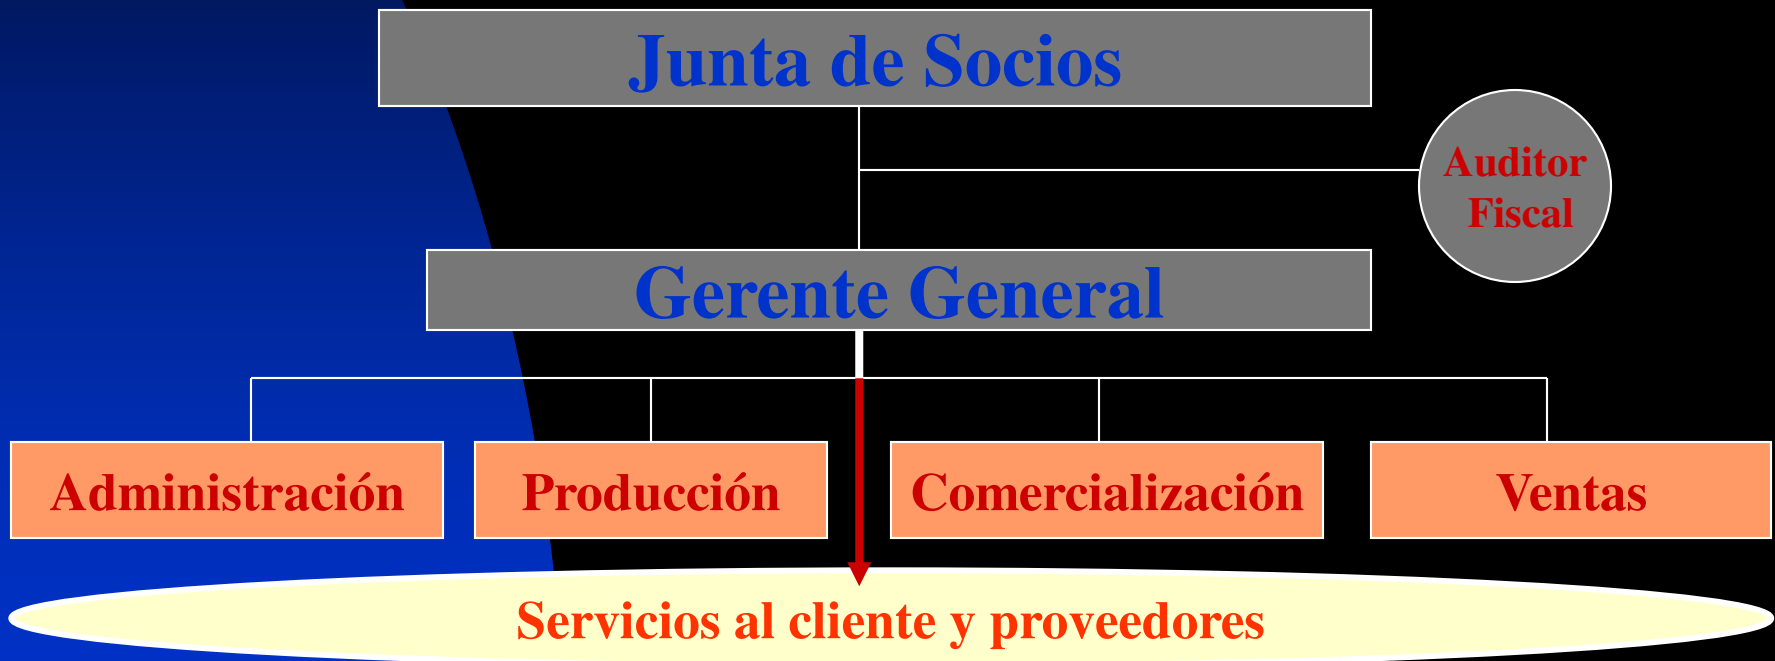 Junta de Socios
Auditor
Fiscal
Gerente General
Administración
Producción
Comercialización
Ventas
Servicios al cliente y proveedores